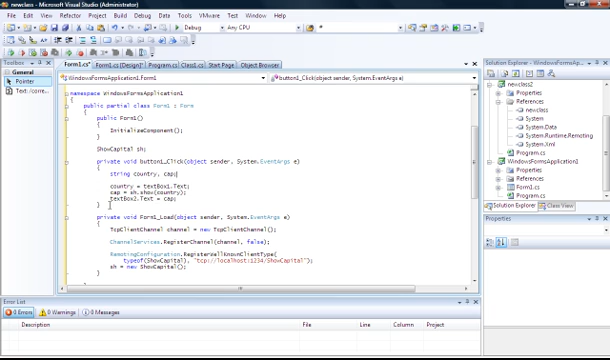 newclass - Microsoft Visual Studio (Administrator)
File Edit View Refactor Project Build Debug Data Tools VMware Test Window Help
Debug Any CPU
Toolbox
General
Pointer
Text: /corre...
Form1.cs* Form1.cs [Design]* Program.cs Class1.cs Start Page Object Browser
WindowsFormsApplication1.Form1
button1_Click(object sender, System.EventArgs e)
namespace WindowsFormsApplication1
{
public partial class Form1 : Form
{
public Form1()
{
InitializeComponent();
}
ShowCapital sh;
private void button1_Click(object sender, System.EventArgs e)
{
string country, cap;
country = textBox1.Text;
cap = sh.show(country);
textBox2.Text = cap;
}
private void Form1_Load(object sender, System.EventArgs e)
{
TcpClientChannel channel = new TcpClientChannel();
ChannelServices.RegisterChannel(channel, false);
RemotingConfiguration.RegisterWellKnownClientType(
typeof(ShowCapital), "tcp://localhost:1234/ShowCapital");
sh = new ShowCapital();
}
Solution Explorer - WindowsFormsAp...
newclass2
Properties
References
newclass
System
System.Data
System.Runtime.Remoting
System.Xml
Program.cs
WindowsFormsApplication1
Properties
References
Form1.cs
Program.cs
Solution Explorer Class View
Properties
Error List
0 Errors 0 Warnings 0 Messages
Description File Line Column Project